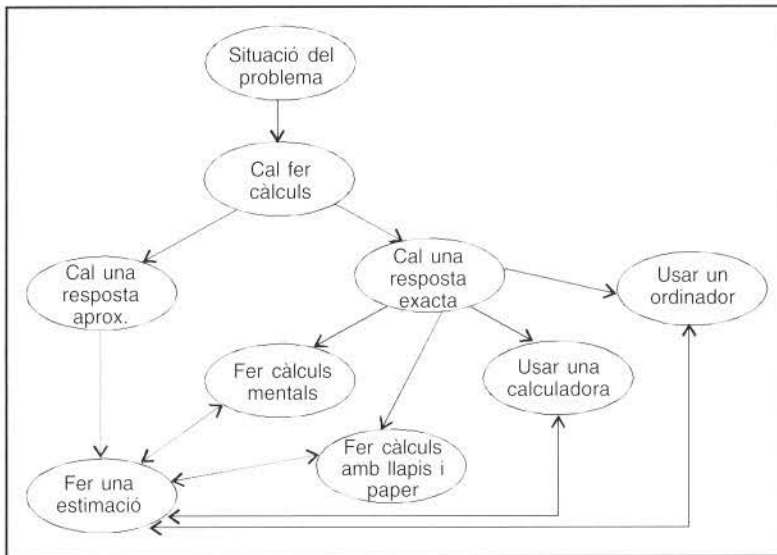 Situació del
problema
Cal fer
càlculs
Cal una
resposta
aprox.
Cal una
resposta
exacta
Usar un
ordinador
Fer càlculs
mentals
Usar una
calculadora
Fer càlculs
amb llapis i
paper
Fer una
estimació